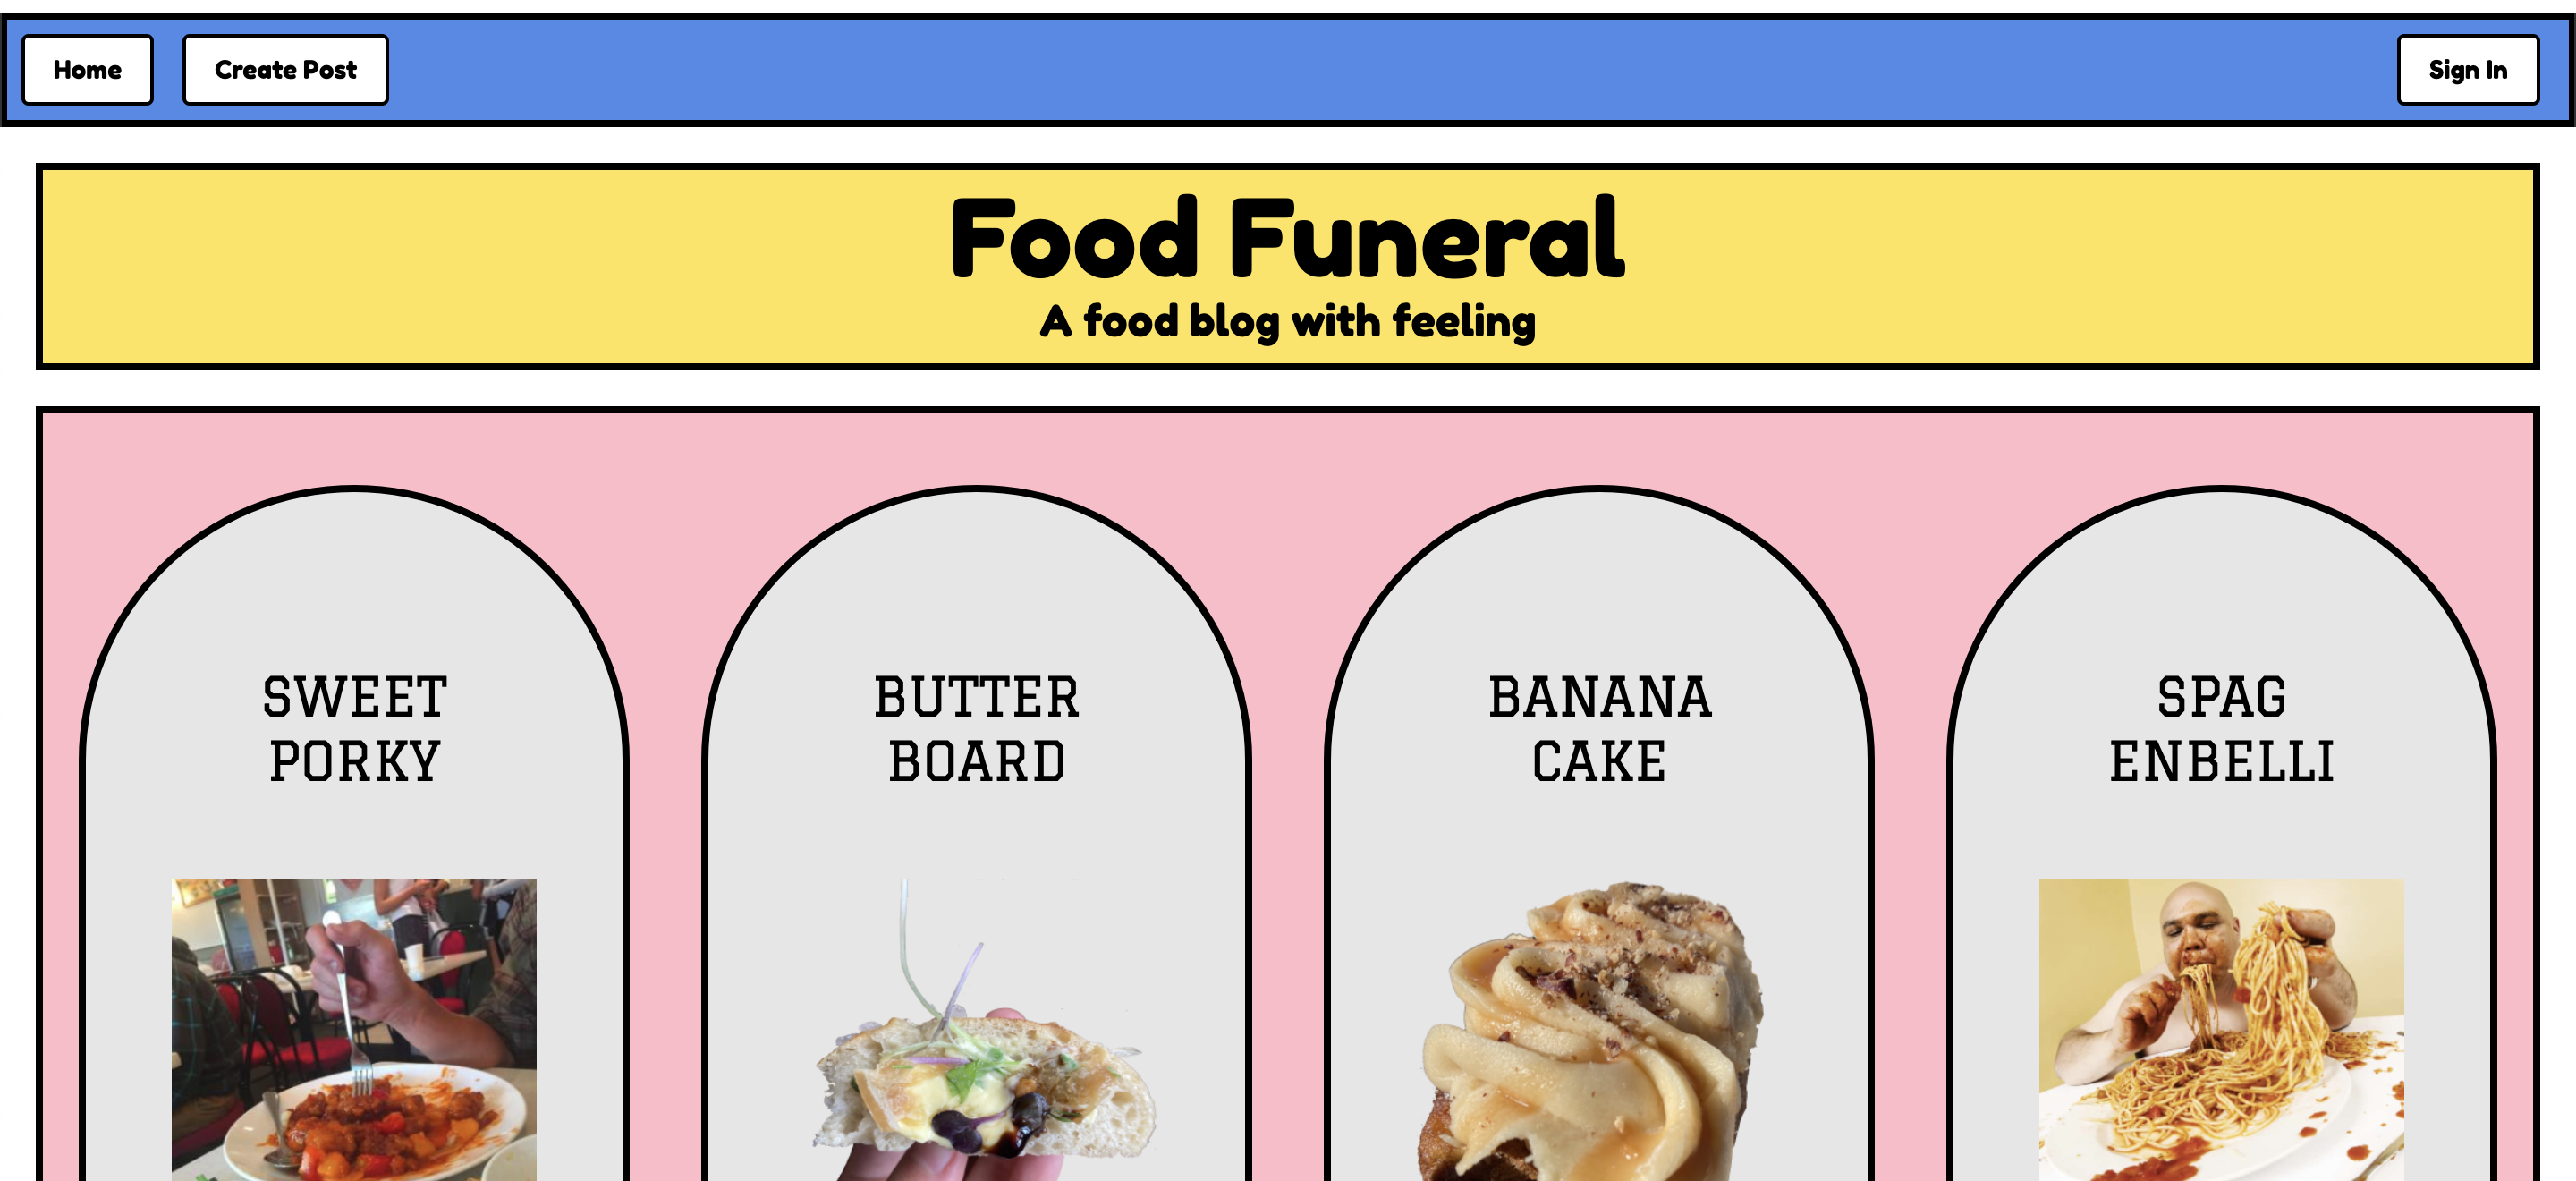 Home
Create Post
Sign In
Food Funeral
A food blog with feeling
SWEET
PORKY
BUTTER
BOARD
BANANA
CAKE
SPAG
ENBELLI